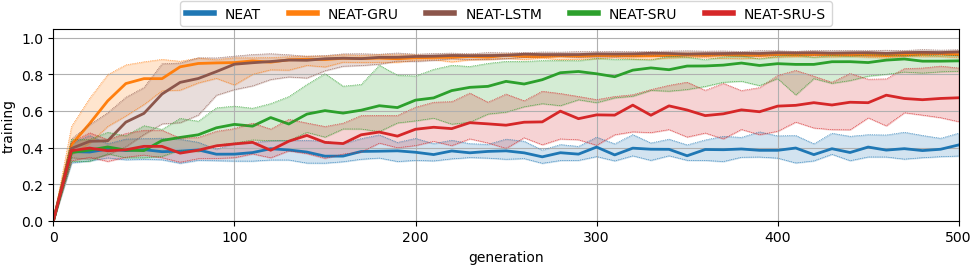 NEAT NEAT-GRU NEAT-LSTM NEAT-SRU NEAT-SRU-S
1.0
0.8
0.6
0.4
0.2
0.0
training
0 100 200 300 400 500
generation